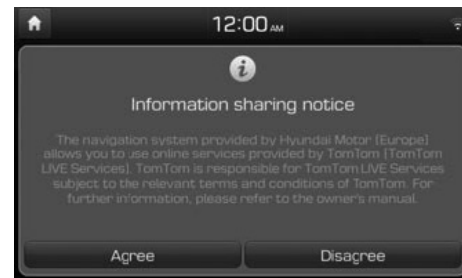 12:00 AM
i
Information sharing notice
The navigation system provided by Hyundai Motor (Europe)
allows you to use online services provided by TomTom (TomTom
LIVE Services). TomTom is responsible for TomTom LIVE Services
subject to the relevant terms and conditions of TomTom. For
further information, please refer to the owner's manual.
Agree
Disagree